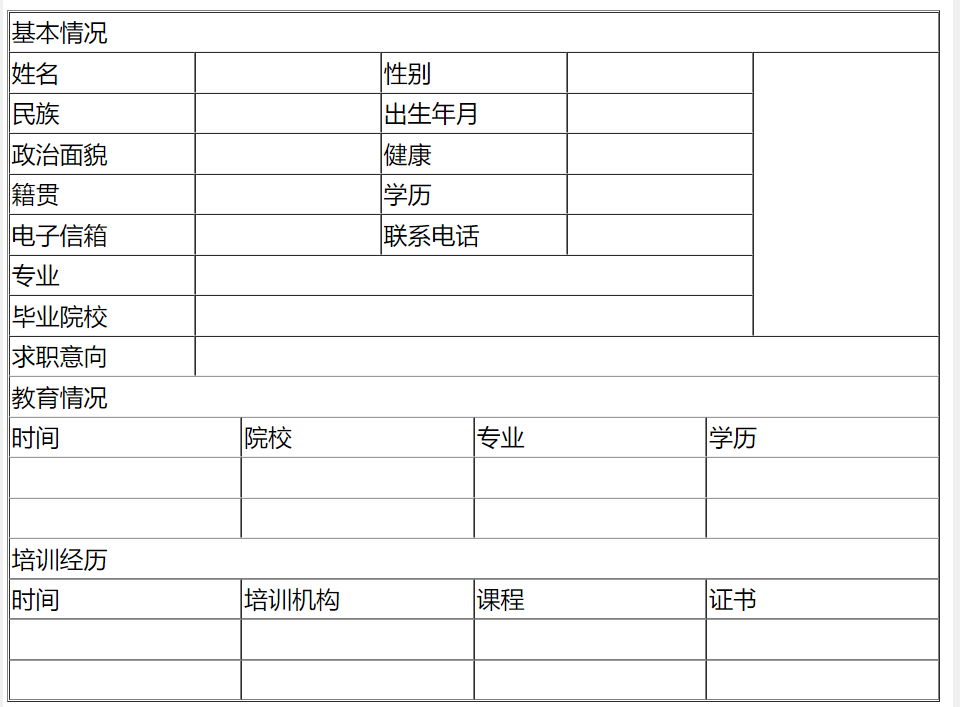 基本情况
姓名 性别
民族 出生年月
政治面貌 健康
籍贯 学历
电子信箱 联系电话
专业
毕业院校
求职意向
教育情况
时间 院校 专业 学历
培训经历
时间 培训机构 课程 证书